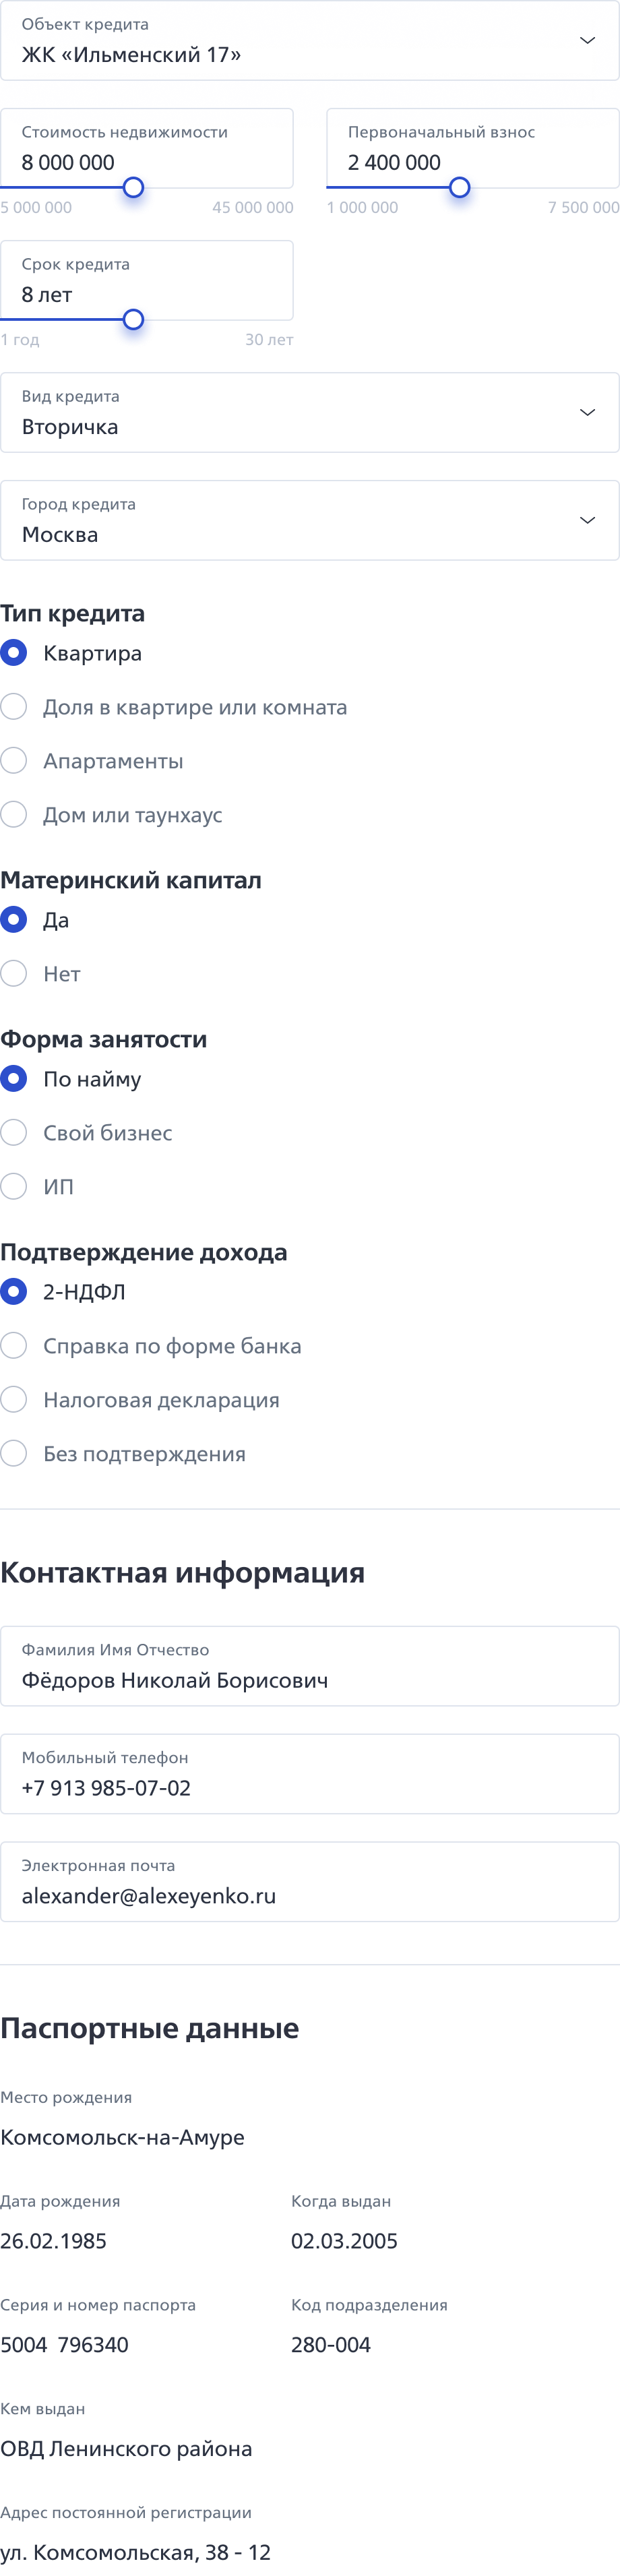 Объект кредита
ЖК «Ильменский 17»
Стоимость недвижимости
8 000 000
5 000 000 45 000 000
Первоначальный взнос
2 400 000
1 000 000 7 500 000
Срок кредита
8 лет
1 год 30 лет
Вид кредита
Вторичка
Город кредита
Москва
Тип кредита
Квартира
Доля в квартире или комната
Апартаменты
Дом или таунхаус
Материнский капитал
Да
Нет
Форма занятости
По найму
Свой бизнес
ИП
Подтверждение дохода
2-НДФЛ
Справка по форме банка
Налоговая декларация
Без подтверждения
Контактная информация
Фамилия Имя Отчество
Фёдоров Николай Борисович
Мобильный телефон
+7 913 985-07-02
Электронная почта
alexander@alexeyenko.ru
Паспортные данные
Место рождения
Комсомольск-на-Амуре
Дата рождения
26.02.1985
Когда выдан
02.03.2005
Серия и номер паспорта
5004 796340
Код подразделения
280-004
Кем выдан
ОВД Ленинского района
Адрес постоянной регистрации
ул. Комсомольская, 38 - 12